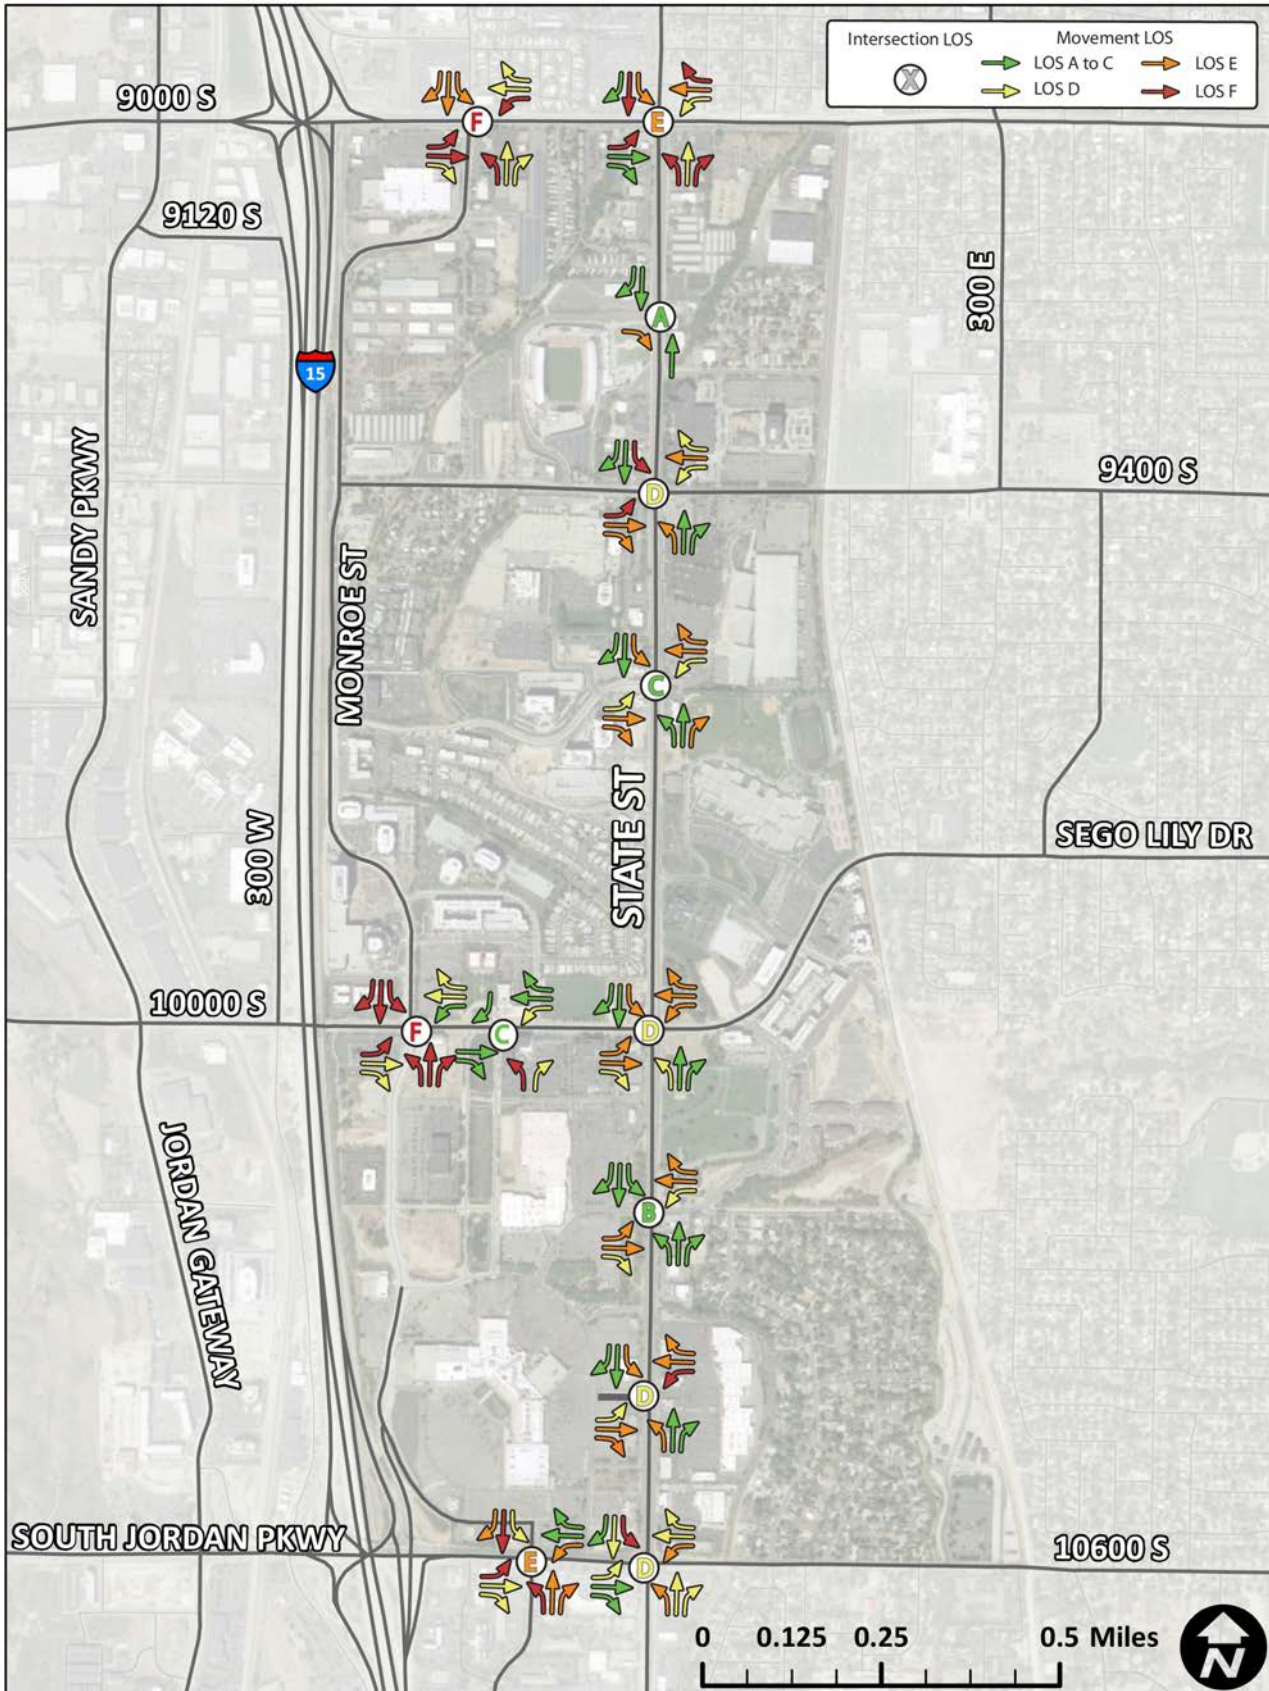 Intersection LOS
Movement LOS
X
LOS A to C
LOS E
LOS D
LOS F
9000 S
F
E
9120 S
300 E
A
15
SANDY PKWY
9400 S
D
MONROE ST
C
STATE ST
300 W
SEGO LILY DR
10000 S
F
C
D
JORDAN GATEWAY
B
D
SOUTH JORDAN PKWY
E
D
10600 S
0 0.125 0.25 0.5 Miles
N